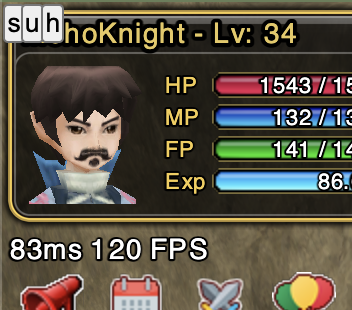 suh
hoKnight - Lv: 34
HP 1543 / 15
MP 132 / 13
FP 141 / 14
Exp 86.
83ms 120 FPS